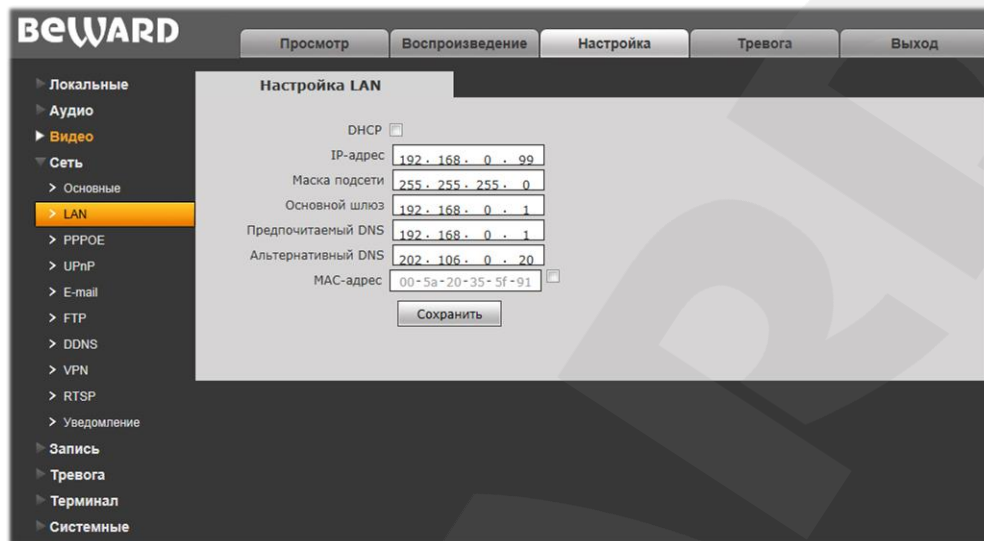 BEWARD
Просмотр Воспроизведение Настройка Тревога Выход
Локальные
Аудио
Видео
Сеть
Основные
LAN
PPPOE
UPnP
E-mail
FTP
DDNS
VPN
RTSP
Уведомление
Запись
Тревога
Терминал
Системные
Настройка LAN
DHCP
IP-адрес 192. 168. 0 . 99
Маска подсети 255. 255. 255. 0
Основной шлюз 192. 168. 0 . 1
Предпочитаемый DNS 192. 168. 0 . 1
Альтернативный DNS 202. 106. 0 . 20
MAC-адрес 00-5a-20-35-5f-91
Сохранить